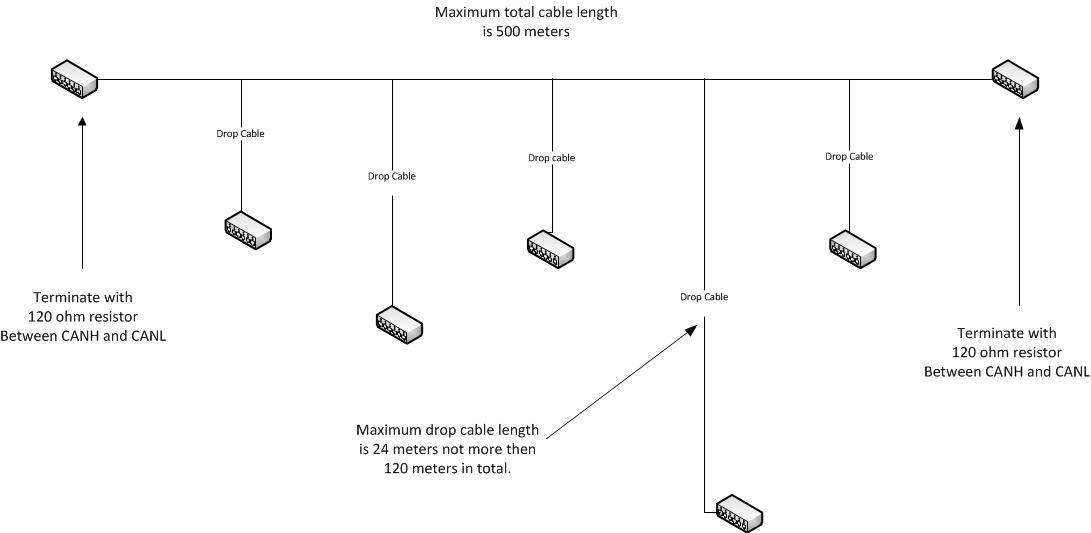 Maximum total cable length
is 500 meters
Drop Cable
Drop Cable
Drop cable
Drop Cable
Drop Cable
Terminate with
120 ohm resistor
Between CANH and CANL
Terminate with
120 ohm resistor
Between CANH and CANL
Maximum drop cable length
is 24 meters not more then
120 meters in total.